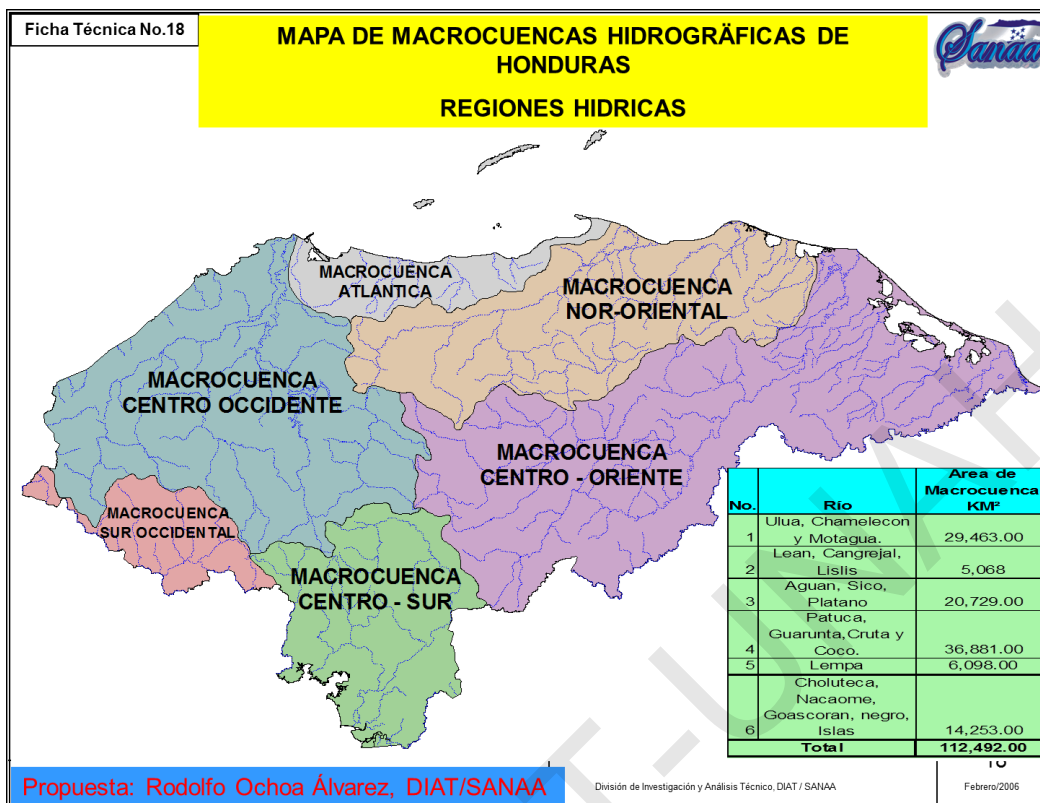 Ficha Técnica No.18
MAPA DE MACROCUENCAS HIDROGRÄFICAS DE
HONDURAS
REGIONES HIDRICAS
Sanaa
MACROCUENCA
ATLANTICA
MACROCUENCA
NOR-ORIENTAL
MACROCUENCA
CENTRO OCCIDENTE
MACROCUENCA
CENTRO - ORIENTE
MACROCUENCA
SUR OCCIDENTAL
MACROCUENCA
CENTRO - SUR
No. Río Area de Macrocuenca KM²
1 Ulua, Chamelecon y Motagua. 29,463.00
2 Lean, Cangrejal, Lislis 5,068
3 Aguan, Sico, Platano 20,729.00
4 Patuca, Guarunta,Cruta y Coco. 36,881.00
5 Lempa 6,098.00
6 Choluteca, Nacaome, Goascoran, negro, Islas 14,253.00
Total 112,492.00
Propuesta: Rodolfo Ochoa Álvarez, DIAT/SANAA
División de Investigación y Análisis Técnico, DIAT / SANAA
Febrero/2006